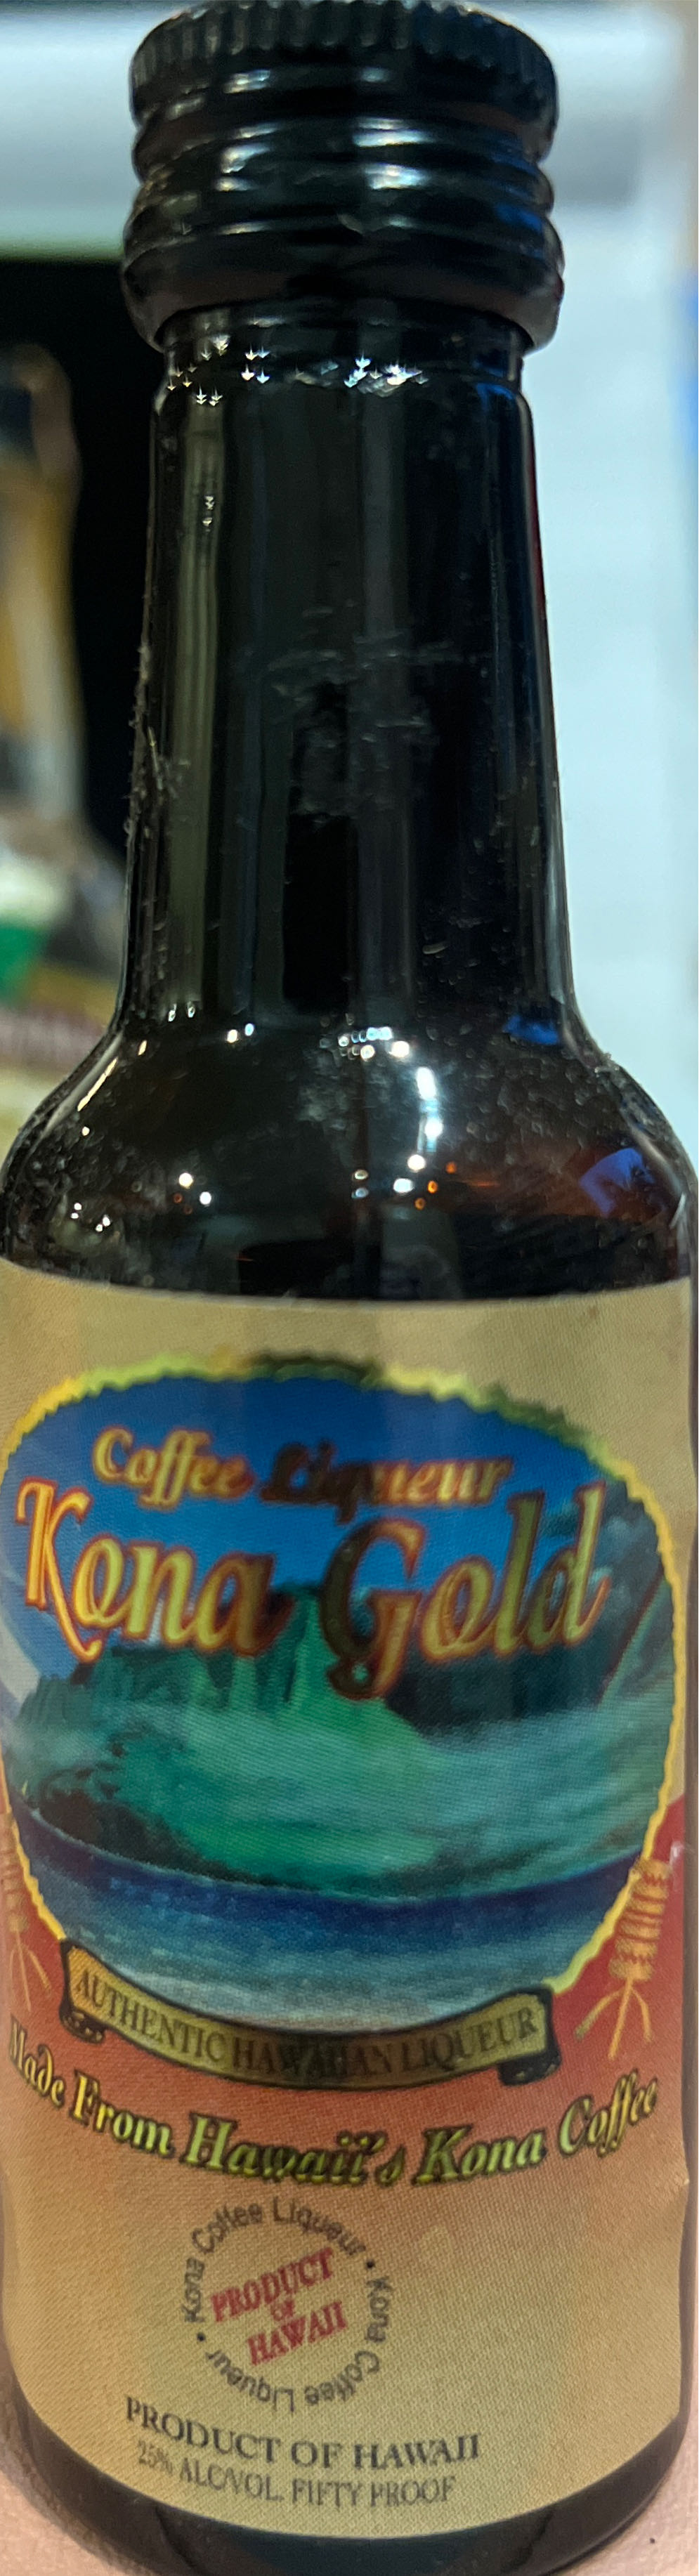 Coffee Liqueur
Kona Gold
AUTHENTIC HAWAIIAN LIQUEUR
Made From Hawaii's Kona Coffee
Kona Coffee Liqueur • Kona Coffee Liqueur •
PRODUCT
OF
HAWAII
PRODUCT OF HAWAII
25% ALC/VOL. FIFTY PROOF